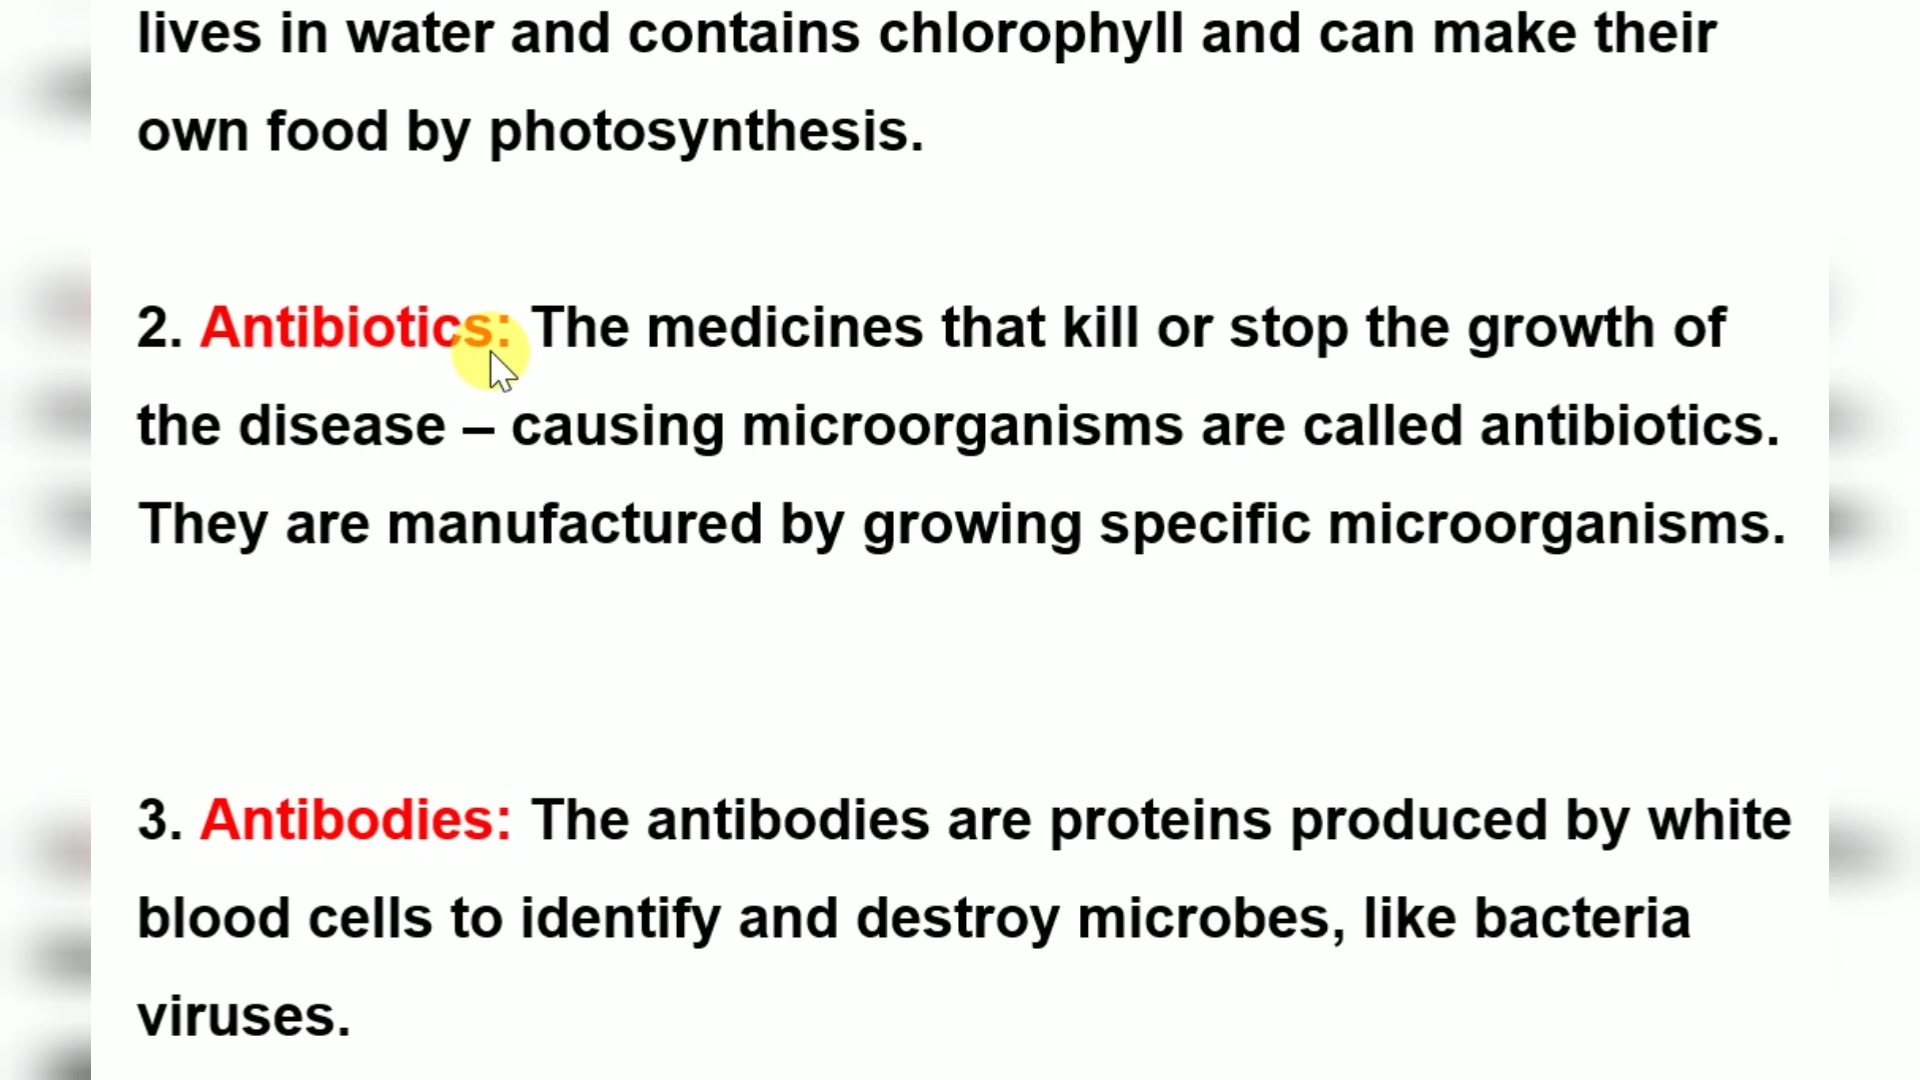 lives in water and contains chlorophyll and can make their
own food by photosynthesis.
2. Antibiotics: The medicines that kill or stop the growth of
the disease – causing microorganisms are called antibiotics.
They are manufactured by growing specific microorganisms.
3. Antibodies: The antibodies are proteins produced by white
blood cells to identify and destroy microbes, like bacteria
viruses.